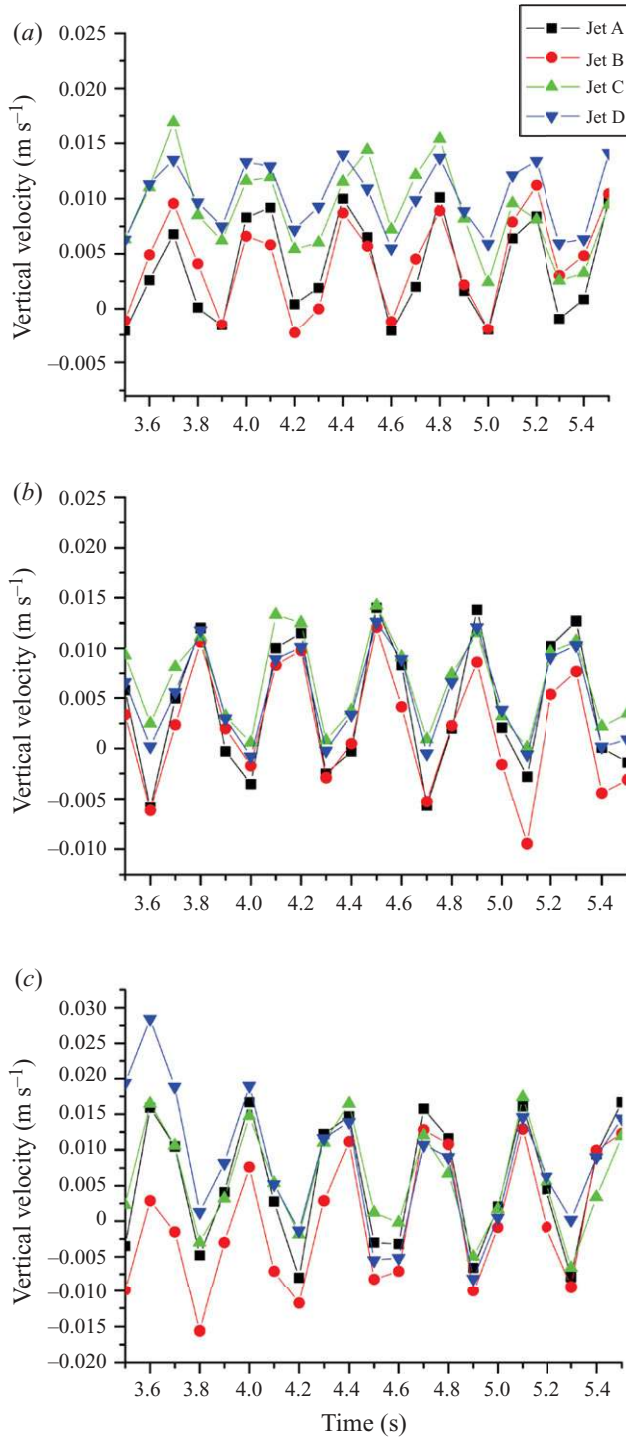 (a)
0.025
0.020
0.015
0.010
0.005
0
–0.005
Vertical velocity (m s–1)
Jet A
Jet B
Jet C
Jet D
3.6 3.8 4.0 4.2 4.4 4.6 4.8 5.0 5.2 5.4
(b)
0.025
0.020
0.015
0.010
0.005
0
–0.005
–0.010
Vertical velocity (m s–1)
3.6 3.8 4.0 4.2 4.4 4.6 4.8 5.0 5.2 5.4
(c)
0.030
0.025
0.020
0.015
0.010
0.005
0
–0.005
–0.010
–0.015
–0.020
Vertical velocity (m s–1)
3.6 3.8 4.0 4.2 4.4 4.6 4.8 5.0 5.2 5.4
Time (s)